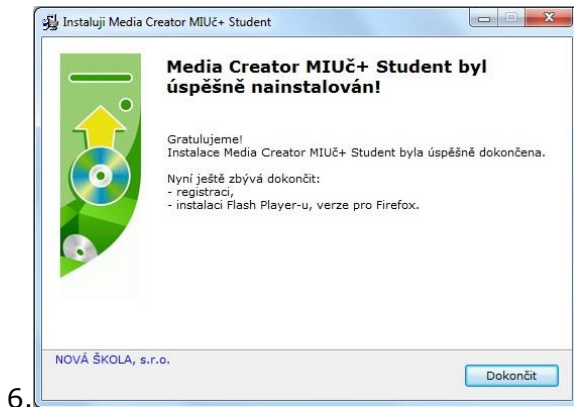 Instaluji Media Creator MIUč+ Student
Media Creator MIUč+ Student byl
úspěšně nainstalován!
Gratulujeme!
Instalace Media Creator MIUč+ Student byla úspěšně dokončena.
Nyní ještě zbývá dokončit:
- registraci,
- instalaci Flash Player-u, verze pro Firefox.
NOVÁ ŠKOLA, s.r.o.
Dokončit
6.